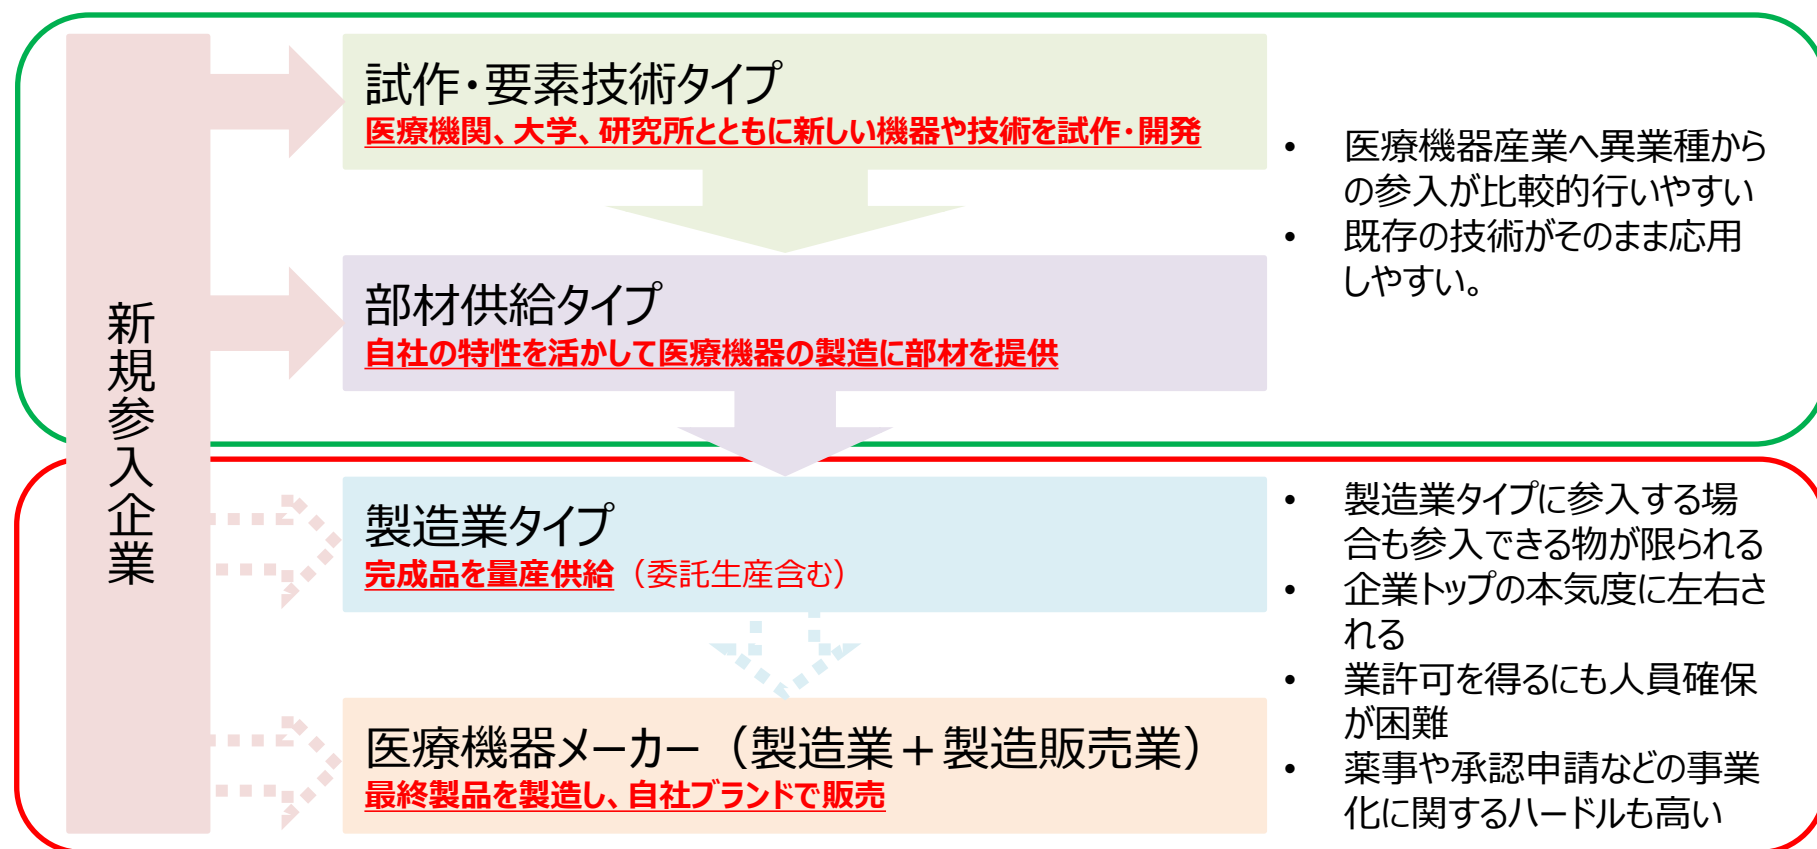 新規参入企業
試作・要素技術タイプ
医療機関、大学、研究所とともに新しい機器や技術を試作・開発
部材供給タイプ
自社の特性を活かして医療機器の製造に部材を提供
• 医療機器産業へ異業種から
の参入が比較的行いやすい
• 既存の技術がそのまま応用
しやすい。
製造業タイプ
完成品を量産供給（委託生産含む）
医療機器メーカー（製造業＋製造販売業）
最終製品を製造し、自社ブランドで販売
• 製造業タイプに参入する場
合も参入できる物が限られる
• 企業トップの本気度に左右さ
れる
• 業許可を得るにも人員確保
が困難
• 薬事や承認申請などの事業
化に関するハードルも高い